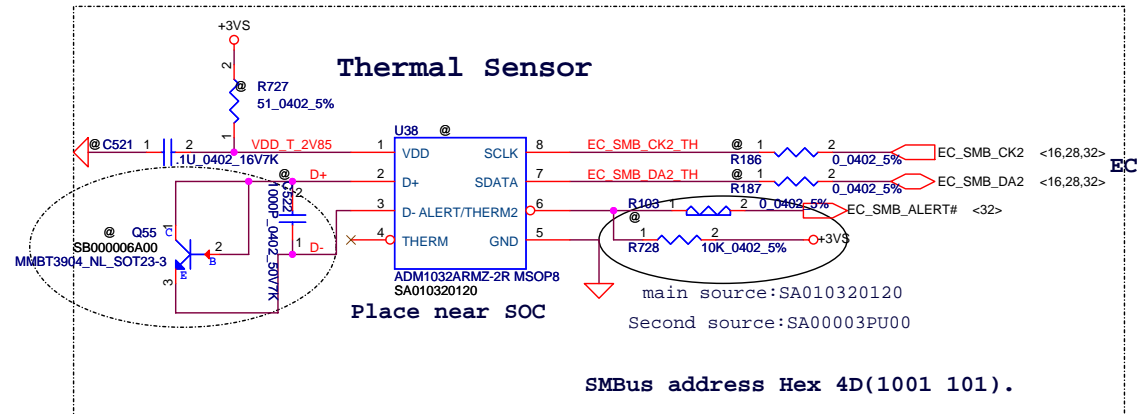 +3VS
Thermal Sensor
2
@
R727
51_0402_5%
1
@
C521
1
2
.1U_0402_16V7K
VDD_T_2V85
U38
@
1
VDD
SCLK
8
EC_SMB_CK2_TH
@
1
2
R186
0_0402_5%
EC_SMB_CK2 <16,28,32>
EC
D+
2
D+
SDATA
7
EC_SMB_DA2_TH
@
1
2
R187
0_0402_5%
EC_SMB_DA2 <16,28,32>
@
C522
2
1
1000P_0402_50V7K
3
D-
ALERT/THERM2
6
R103
1
2
0_0402_5%
EC_SMB_ALERT# <32>
@
R728
1
2
10K_0402_5%
+3VS
D-
4
THERM
GND
5
@
Q55
SB000006A00
MMBT3904_NL_SOT23-3
1
C
2
B
E
3
ADM1032ARMZ-2R MSOP8
SA010320120
Place near SOC
main source:SA010320120
Second source:SA00003PU00
SMBus address Hex 4D(1001 101).